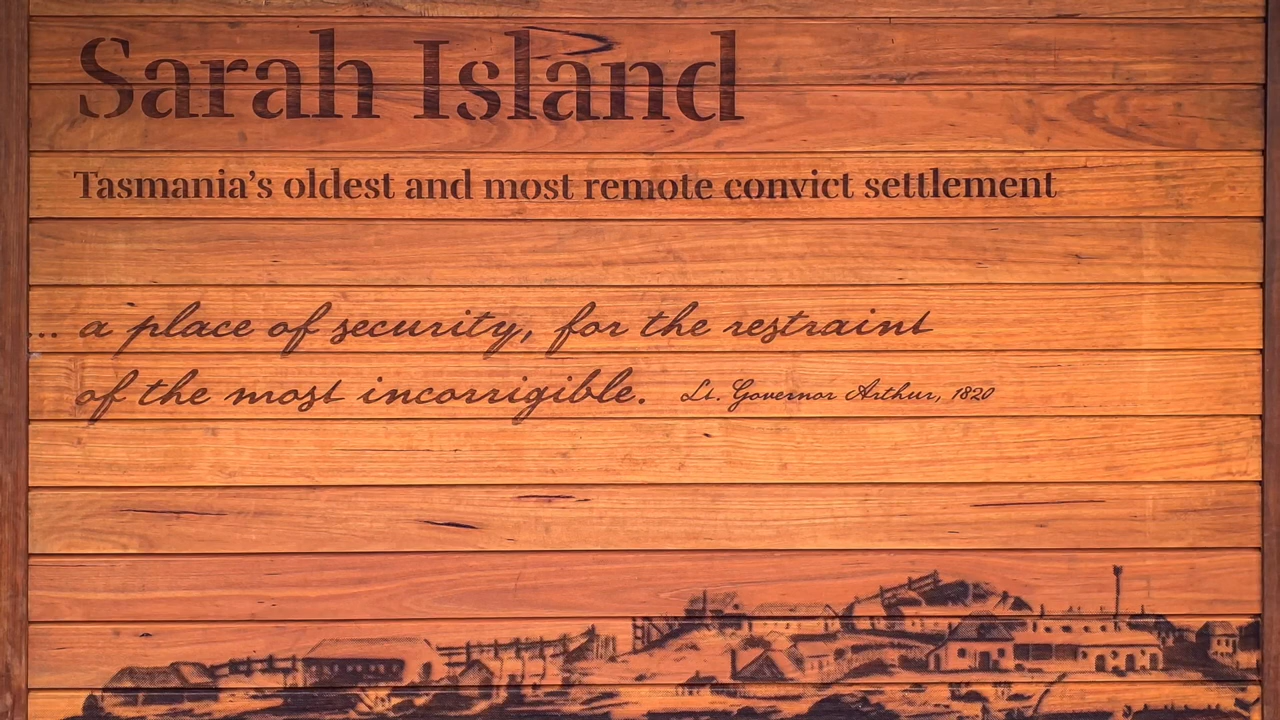 Sarah Island
Tasmania's oldest and most remote convict settlement
... a place of security, for the restraint
of the most incorrigible. Lt. Governor Arthur, 1820